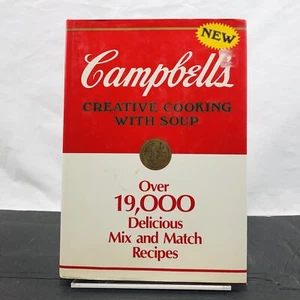 NEW
Campbell's
CREATIVE COOKING
WITH SOUP
Over
19,000
Delicious
Mix and Match
Recipes